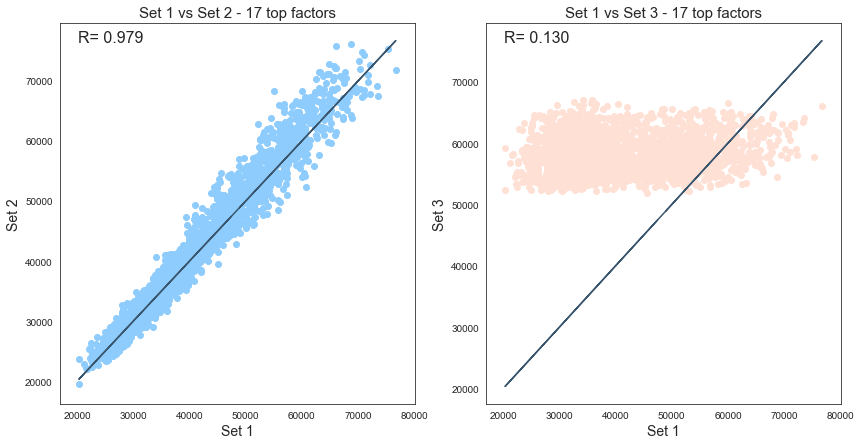 Set 1 vs Set 2 - 17 top factors
R= 0.979
70000
60000
50000
40000
30000
20000
Set 2
20000 30000 40000 50000 60000 70000 80000
Set 1
Set 1 vs Set 3 - 17 top factors
R= 0.130
70000
60000
50000
40000
30000
20000
Set 3
20000 30000 40000 50000 60000 70000 80000
Set 1